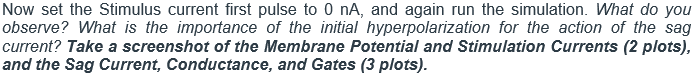 Now set the Stimulus current first pulse to 0 nA, and again run the simulation. What do you
observe? What is the importance of the initial hyperpolarization for the action of the sag
current? Take a screenshot of the Membrane Potential and Stimulation Currents (2 plots),
and the Sag Current, Conductance, and Gates (3 plots).